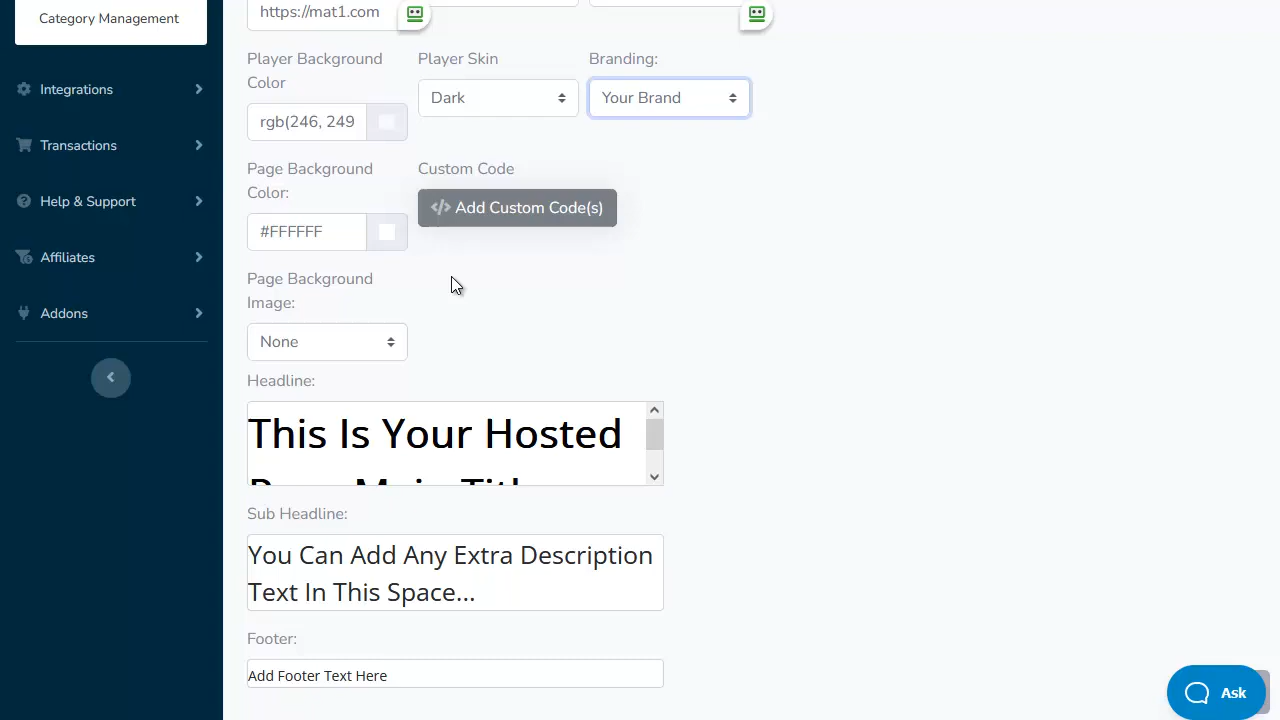 Category Management
Integrations
Transactions
Help & Support
Affiliates
Addons
https://mat1.com
Player Background
Color
Player Skin
Branding:
rgb(246, 249
Dark
Your Brand
Page Background
Color:
Custom Code
#FFFFFF
</> Add Custom Code(s)
Page Background
Image:
None
Headline:
This Is Your Hosted
Page Main Title
Sub Headline:
You Can Add Any Extra Description
Text In This Space...
Footer:
Add Footer Text Here
Ask